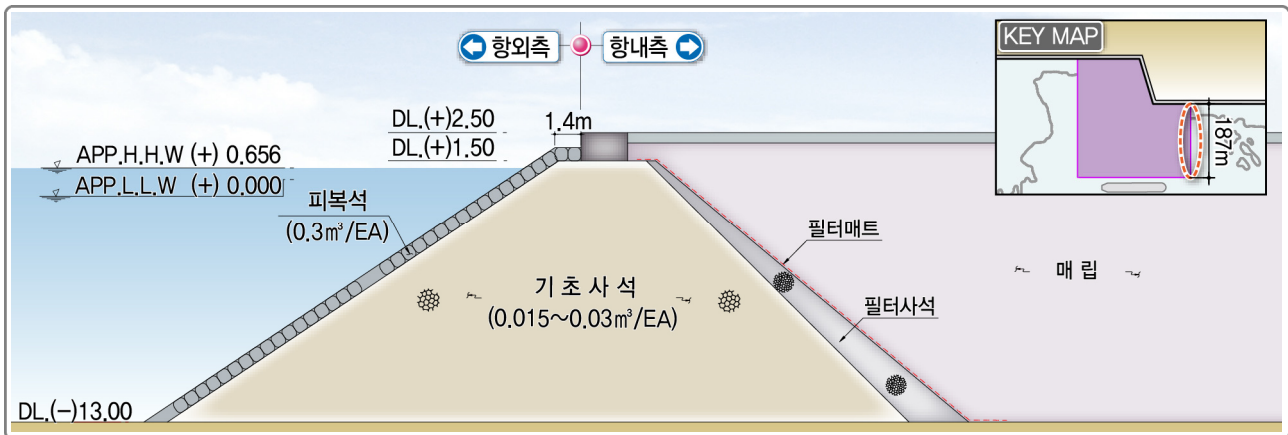 항외측
항내측
KEY MAP
187m
DL.(+)2.50
1.4m
DL.(+)1.50
APP.H.H.W (+) 0.656
APP.L.L.W (+) 0.000
피복석
(0.3㎥/EA)
필터매트
매 립
기 초 사 석
(0.015~0.03㎥/EA)
필터사석
DL.(-)13.00